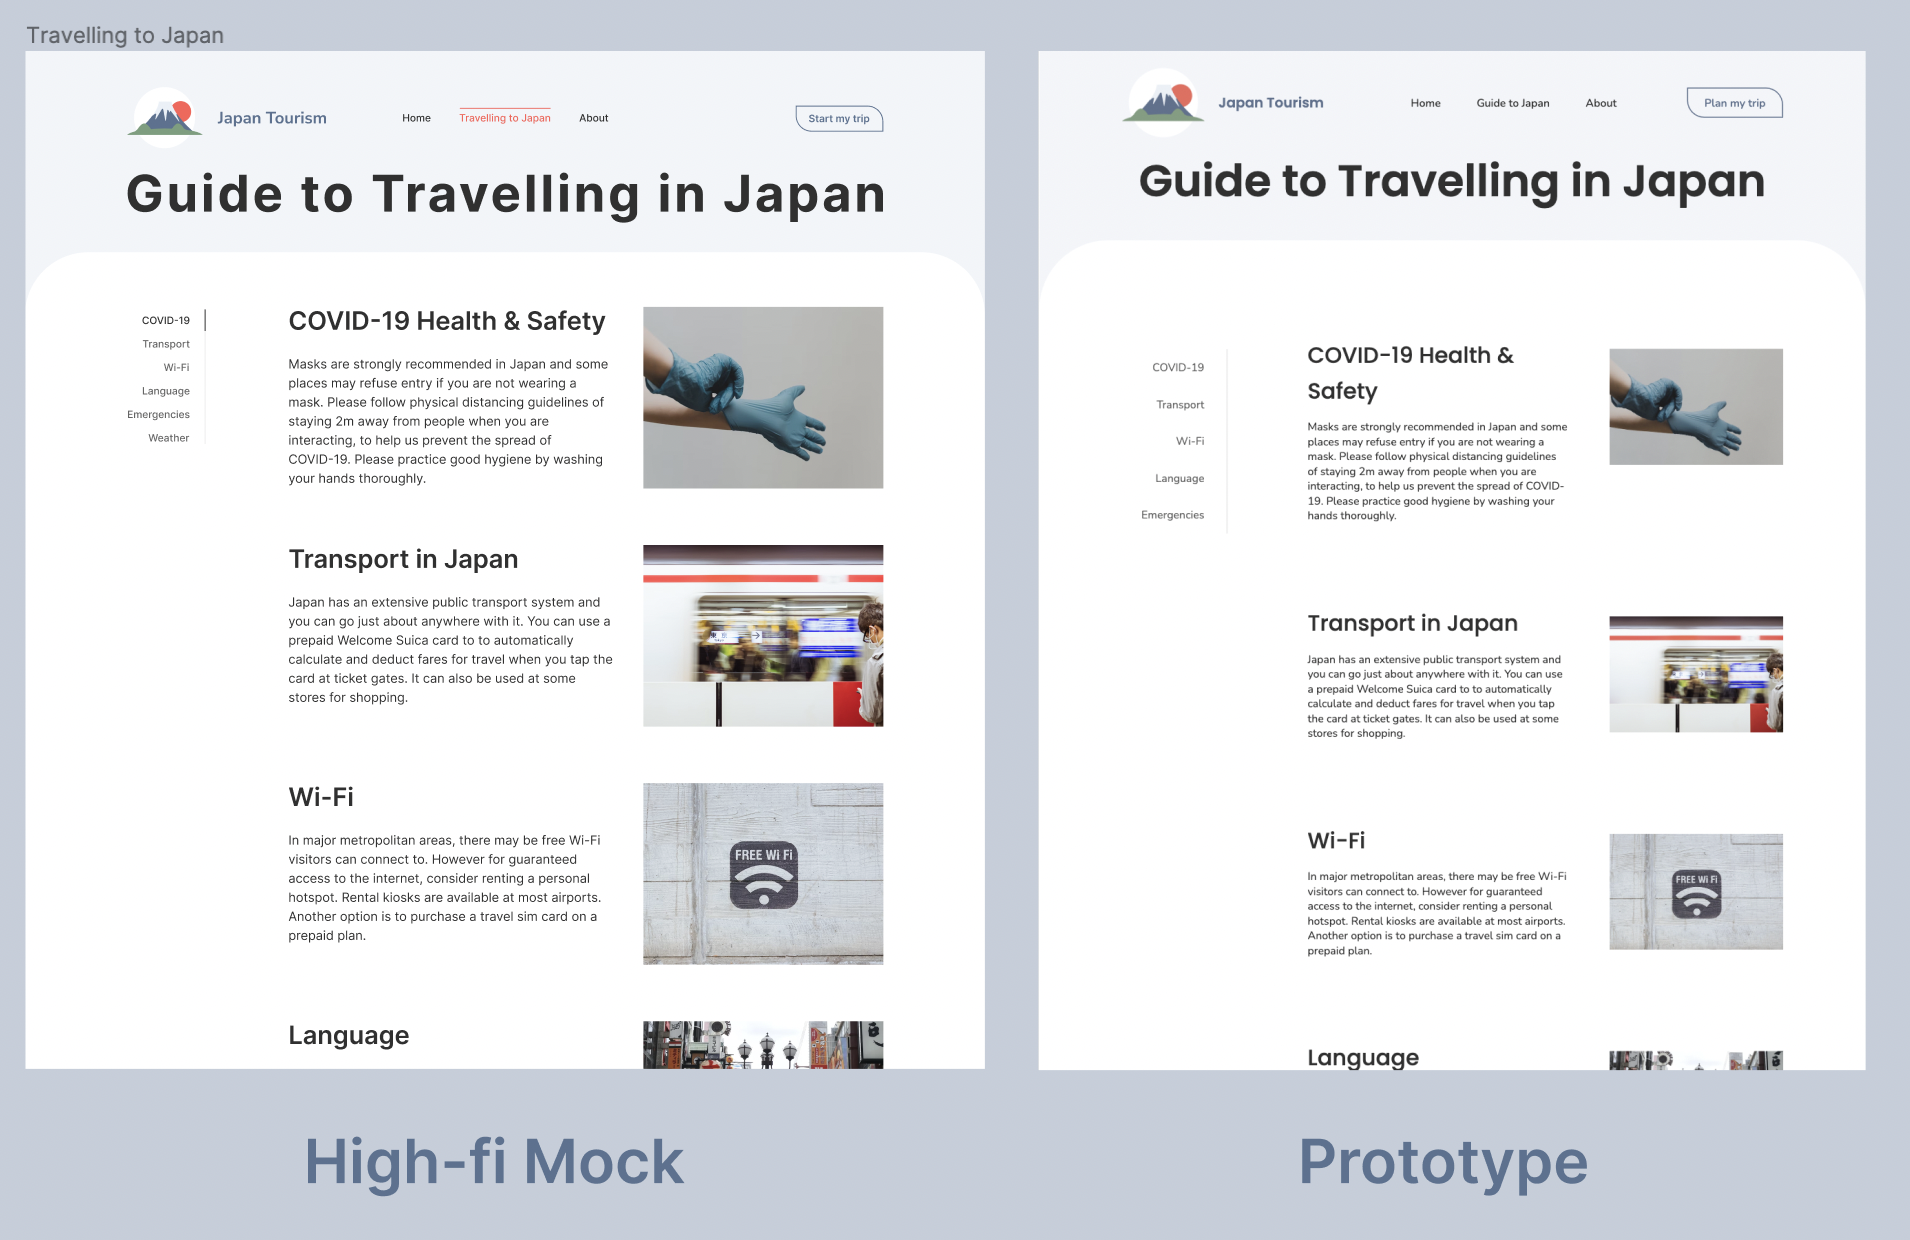 Travelling to Japan
Japan Tourism
Home
Travelling to Japan
About
Start my trip
Guide to Travelling in Japan
COVID-19
Transport
Wi-Fi
Language
Emergencies
Weather
COVID-19 Health & Safety
Masks are strongly recommended in Japan and some
places may refuse entry if you are not wearing a
mask. Please follow physical distancing guidelines of
staying 2m away from people when you are
interacting, to help us prevent the spread of
COVID-19. Please practice good hygiene by washing
your hands thoroughly.
Transport in Japan
Japan has an extensive public transport system and
you can go just about anywhere with it. You can use a
prepaid Welcome Suica card to to automatically
calculate and deduct fares for travel when you tap the
card at ticket gates. It can also be used at some
stores for shopping.
Wi-Fi
In major metropolitan areas, there may be free Wi-Fi
visitors can connect to. However for guaranteed
access to the internet, consider renting a personal
hotspot. Rental kiosks are available at most airports.
Another option is to purchase a travel sim card on a
prepaid plan.
FREE Wi Fi
Language
High-fi Mock
Japan Tourism
Home
Guide to Japan
About
Plan my trip
Guide to Travelling in Japan
COVID-19
Transport
Wi-Fi
Language
Emergencies
COVID-19 Health &
Safety
Masks are strongly recommended in Japan and some
places may refuse entry if you are not wearing a
mask. Please follow physical distancing guidelines
of staying 2m away from people when you are
interacting, to help us prevent the spread of COVID-
19. Please practice good hygiene by washing your
hands thoroughly.
Transport in Japan
Japan has an extensive public transport system and
you can go just about anywhere with it. You can use
a prepaid Welcome Suica card to to automatically
calculate and deduct fares for travel when you tap
the card at ticket gates. It can also be used at some
stores for shopping.
Wi-Fi
In major metropolitan areas, there may be free Wi-Fi
visitors can connect to. However for guaranteed
access to the internet, consider renting a personal
hotspot. Rental kiosks are available at most airports.
Another option is to purchase a travel sim card on a
prepaid plan.
FREE Wi Fi
Language
Prototype